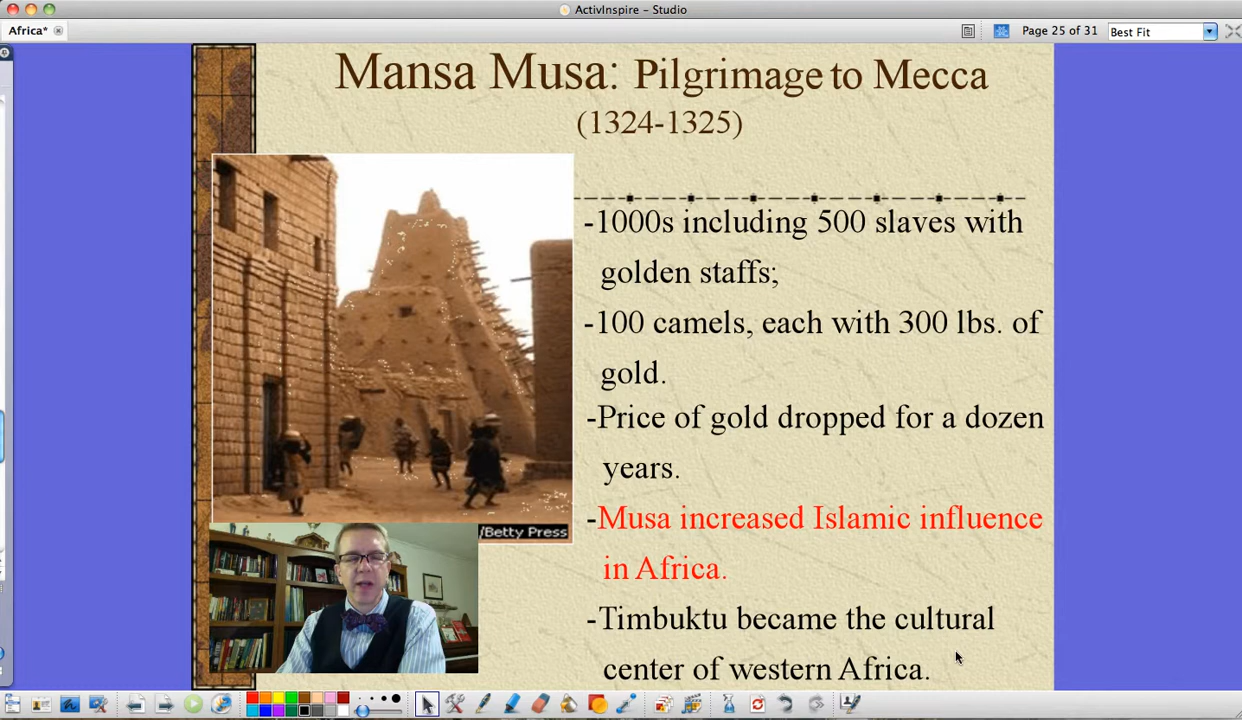 ActivInspire – Studio
Africa*
Page 25 of 31
Best Fit
Mansa Musa: Pilgrimage to Mecca
(1324-1325)
-1000s including 500 slaves with
golden staffs;
-100 camels, each with 300 lbs. of
gold.
-Price of gold dropped for a dozen
years.
-Musa increased Islamic influence
in Africa.
/Betty Press
-Timbuktu became the cultural
center of western Africa.